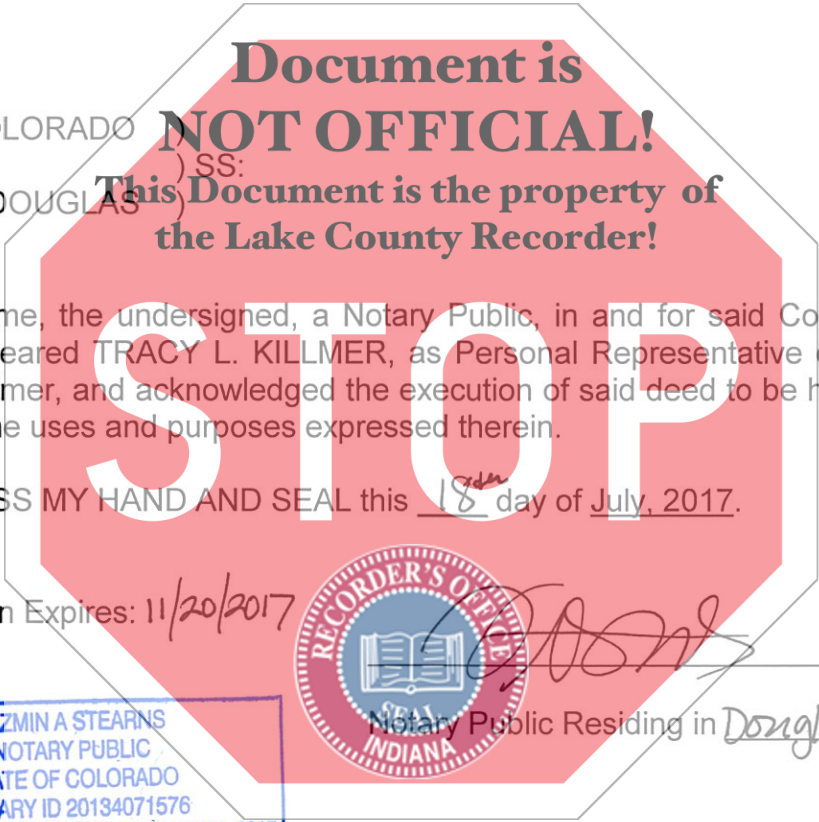 Document is
NOT OFFICIAL!
This Document is the property of
the Lake County Recorder!
STOP
LORADO )
) SS:
DOUGLAS )
me, the undersigned, a Notary Public, in and for said Co
eared TRACY L. KILLMER, as Personal Representative
mer, and acknowledged the execution of said deed to be h
e uses and purposes expressed therein.
SS MY HAND AND SEAL this 18 day of July, 2017.
n Expires: 11/20/2017
RECORDER'S OFFICE
SEAL
INDIANA
Notary Public Residing in Dougl
ZMIN A STEARNS
NOTARY PUBLIC
TE OF COLORADO
ARY ID 20134071576